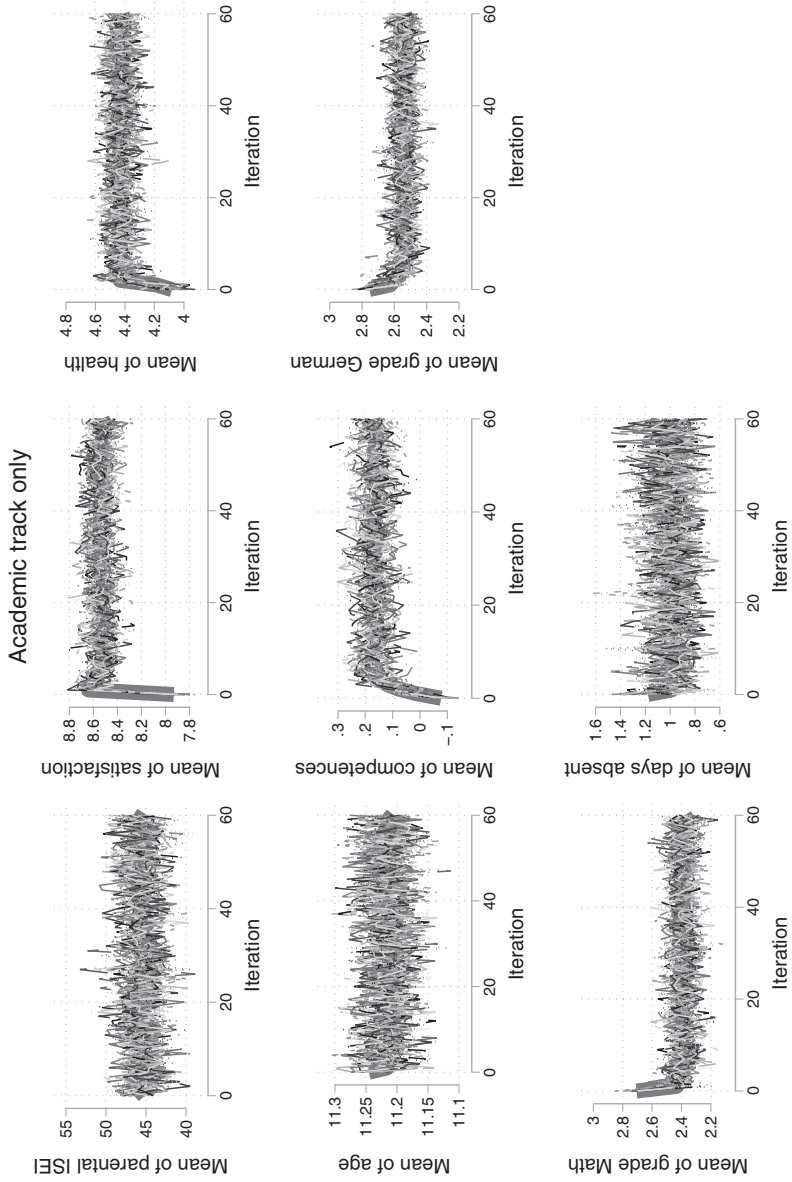 Academic track only
Mean of parental ISEI
55
50
45
40
0 20 40 60
Iteration
Mean of satisfaction
8.8
8.6
8.4
8.2
8
7.8
0 20 40 60
Iteration
Mean of health
4.8
4.6
4.4
4.2
4
0 20 40 60
Iteration
Mean of age
11.3
11.25
11.2
11.15
11.1
0 20 40 60
Iteration
Mean of competences
.3
.2
.1
0
-.1
0 20 40 60
Iteration
Mean of grade German
3
2.8
2.6
2.4
2.2
0 20 40 60
Iteration
Mean of grade Math
3
2.8
2.6
2.4
2.2
0 20 40 60
Iteration
Mean of days absent
1.6
1.4
1.2
1
.8
.6
0 20 40 60
Iteration